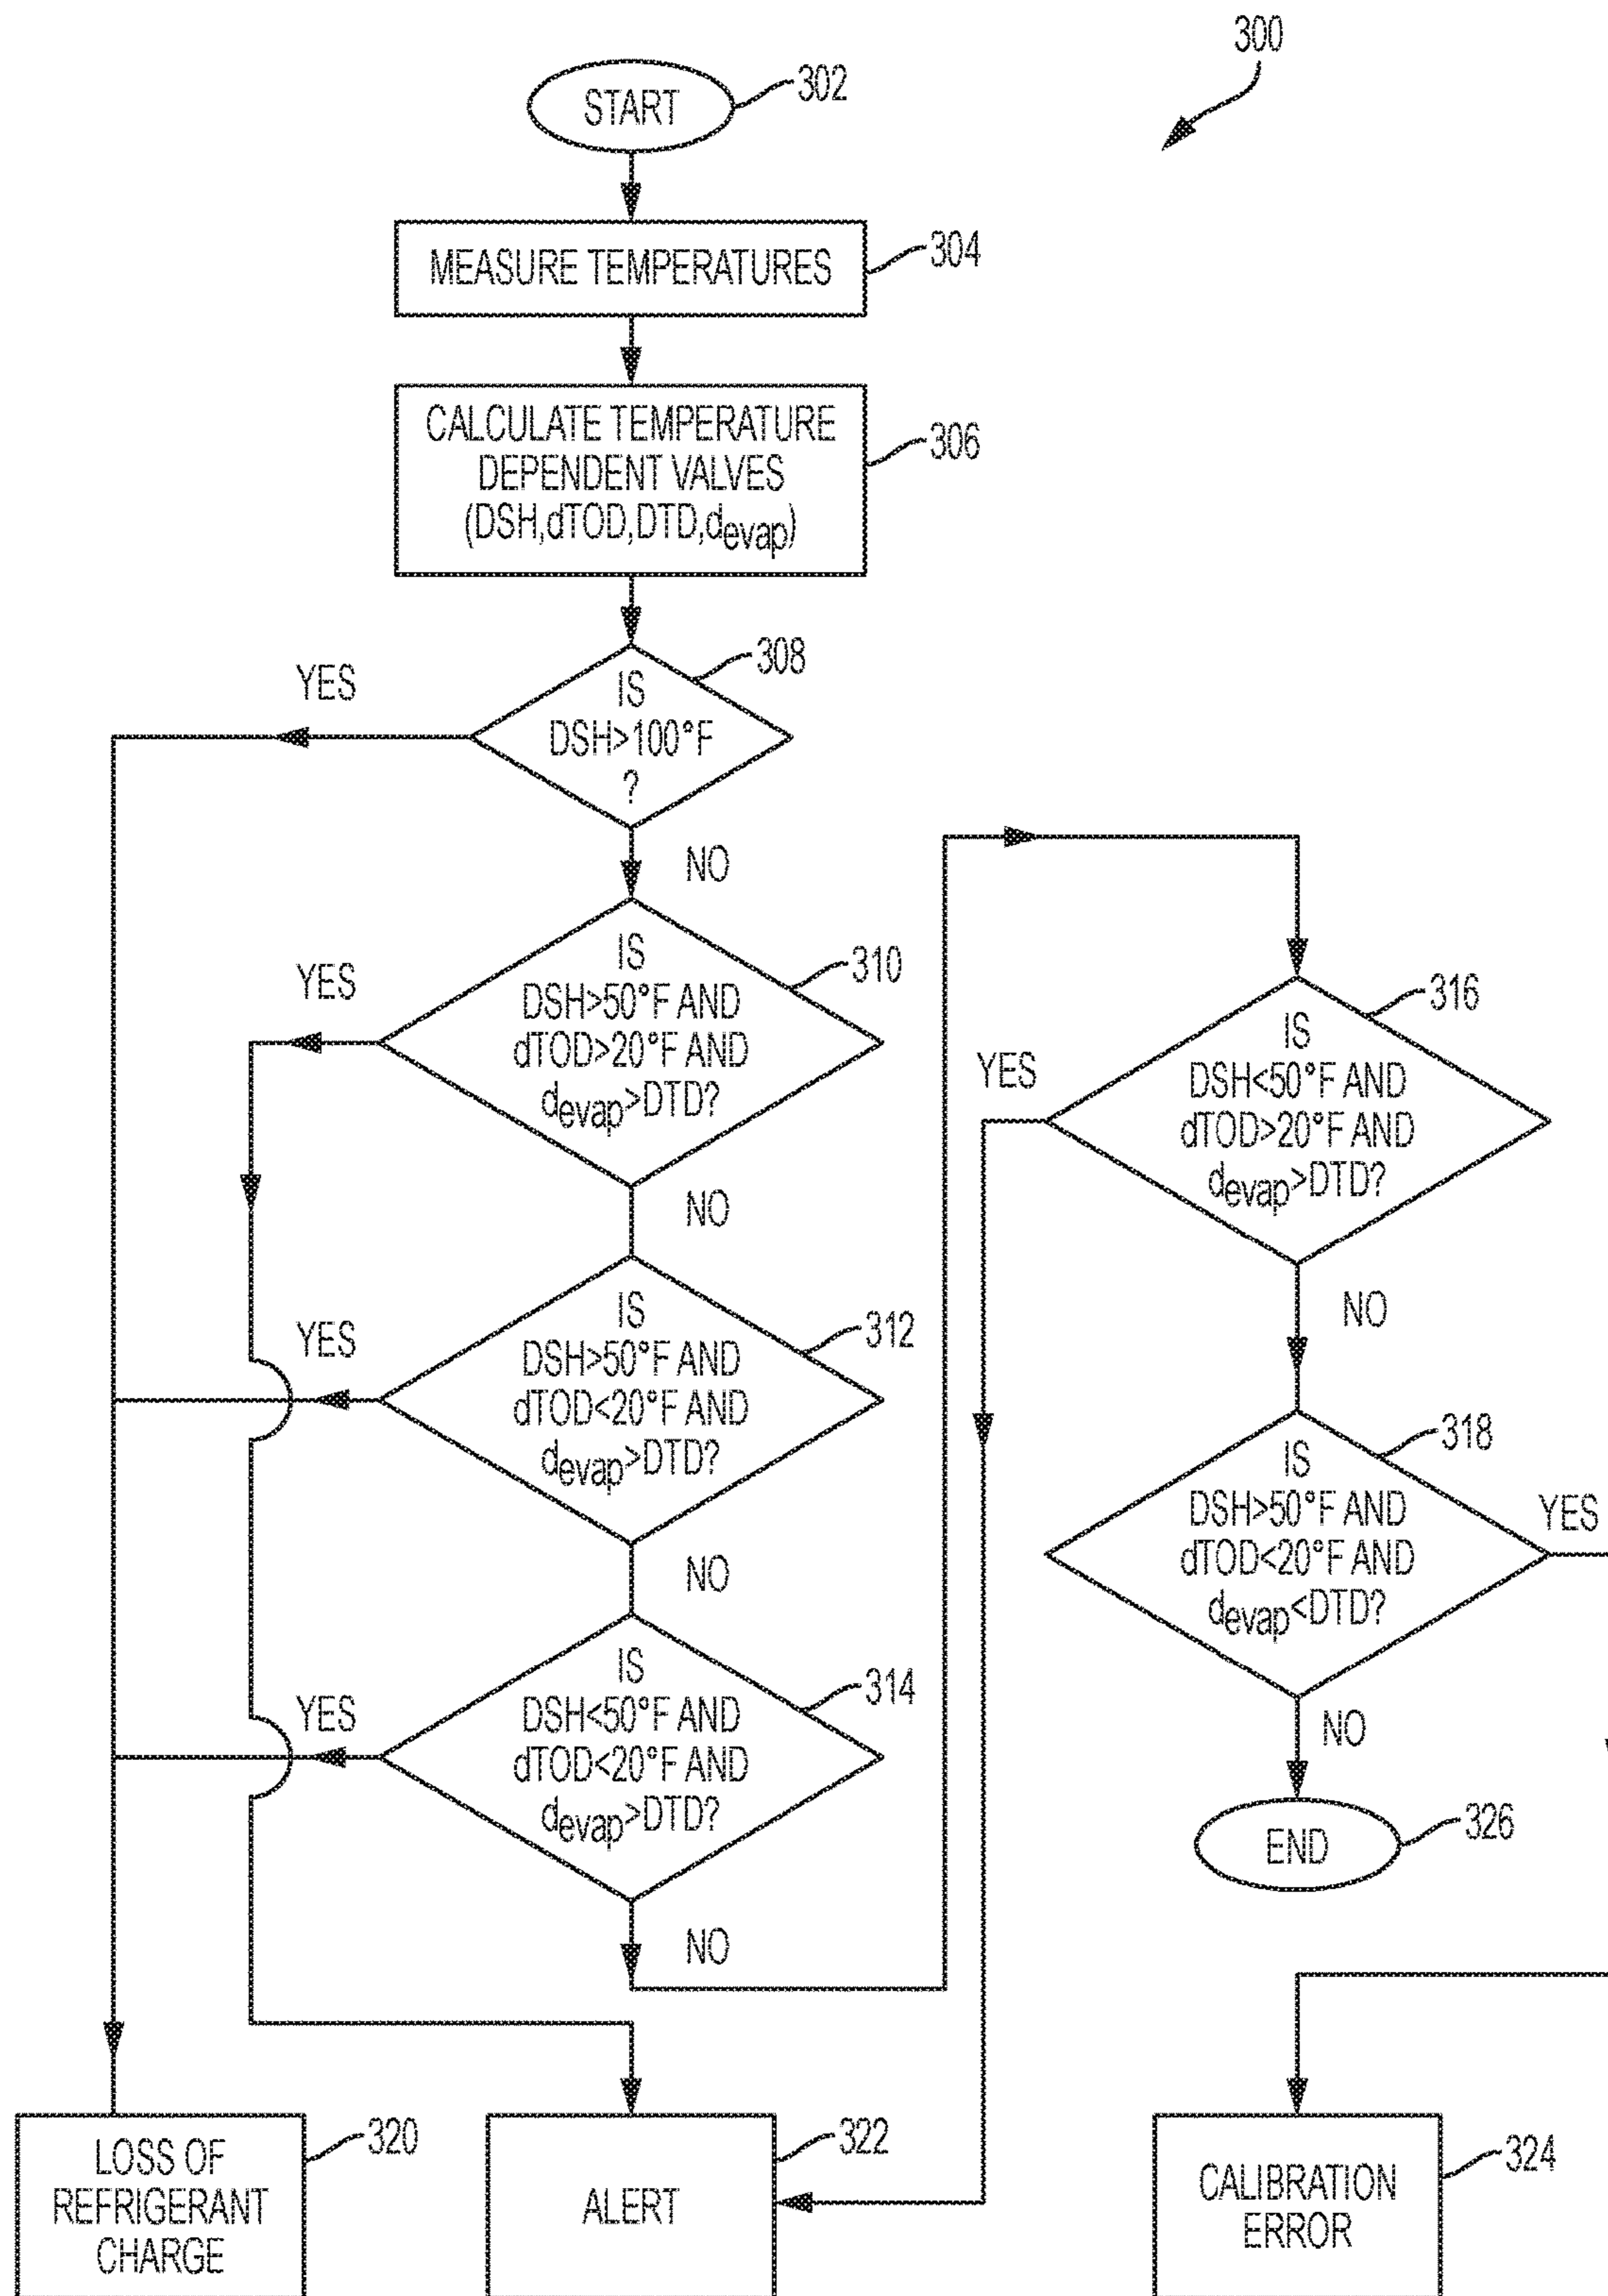 300
START
302
MEASURE TEMPERATURES
304
CALCULATE TEMPERATURE
DEPENDENT VALVES
(DSH,dTOD,DTD,devap)
306
308
YES
IS
DSH>100°F
?
NO
310
YES
IS
DSH>50°F AND
dTOD>20°F AND
devap>DTD?
NO
312
YES
IS
DSH>50°F AND
dTOD<20°F AND
devap>DTD?
NO
314
YES
IS
DSH<50°F AND
dTOD<20°F AND
devap>DTD?
NO
316
YES
IS
DSH<50°F AND
dTOD>20°F AND
devap>DTD?
NO
318
YES
IS
DSH>50°F AND
dTOD<20°F AND
devap<DTD?
NO
END
326
LOSS OF
REFRIGERANT
CHARGE
320
ALERT
322
CALIBRATION
ERROR
324